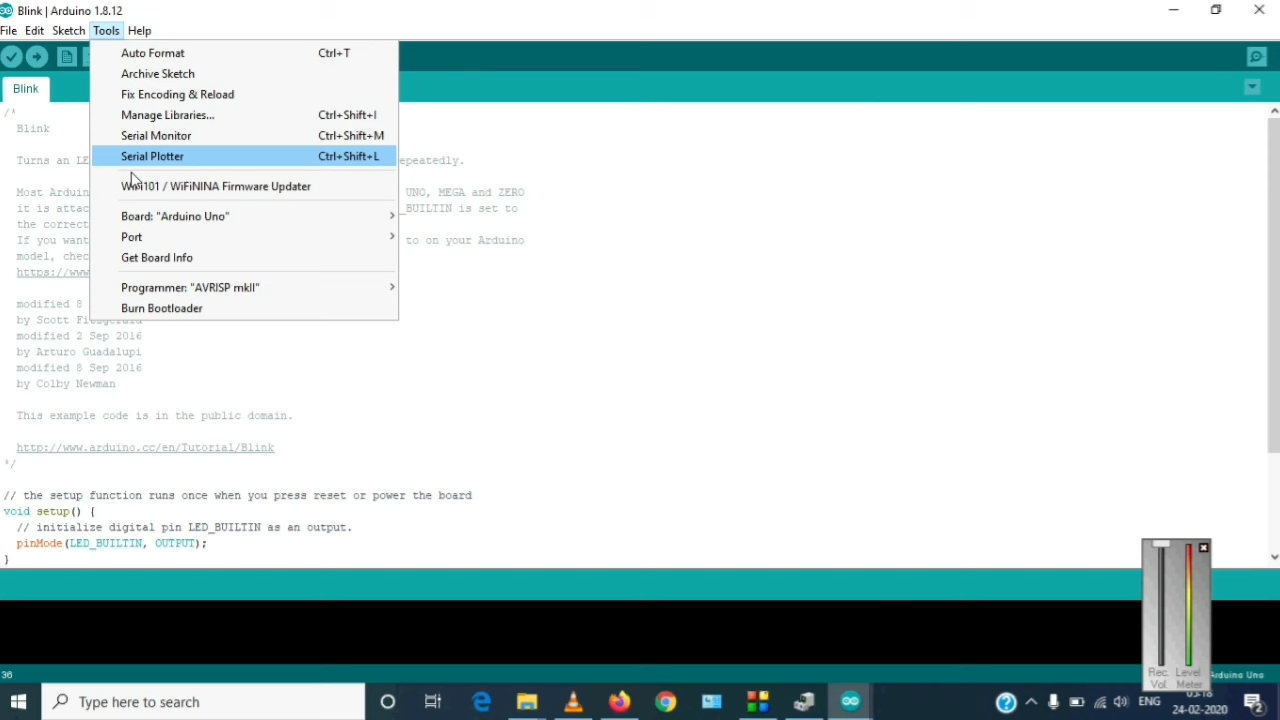 Blink | Arduino 1.8.12
File Edit Sketch Tools Help
Auto Format Ctrl+T
Archive Sketch
Fix Encoding & Reload
Manage Libraries... Ctrl+Shift+I
Serial Monitor Ctrl+Shift+M
Serial Plotter Ctrl+Shift+L
WiFi101 / WiFiNINA Firmware Updater
Board: "Arduino Uno"
Port
Get Board Info
Programmer: "AVRISP mkII"
Burn Bootloader
Blink
/*
Blink
Turns an LE epeatedly.
Most Arduin UNO, MEGA and ZERO
it is attac _BUILTIN is set to
the correct
If you want to on your Arduino
model, chec
https://www
modified 8
by Scott Fitzgerald
modified 2 Sep 2016
by Arturo Guadalupi
modified 8 Sep 2016
by Colby Newman
This example code is in the public domain.
http://www.arduino.cc/en/Tutorial/Blink
*/
// the setup function runs once when you press reset or power the board
void setup() {
// initialize digital pin LED_BUILTIN as an output.
pinMode(LED_BUILTIN, OUTPUT);
}
Rec. Level
Vol. Meter
36
Arduino Uno
Type here to search
ENG
24-02-2020
2